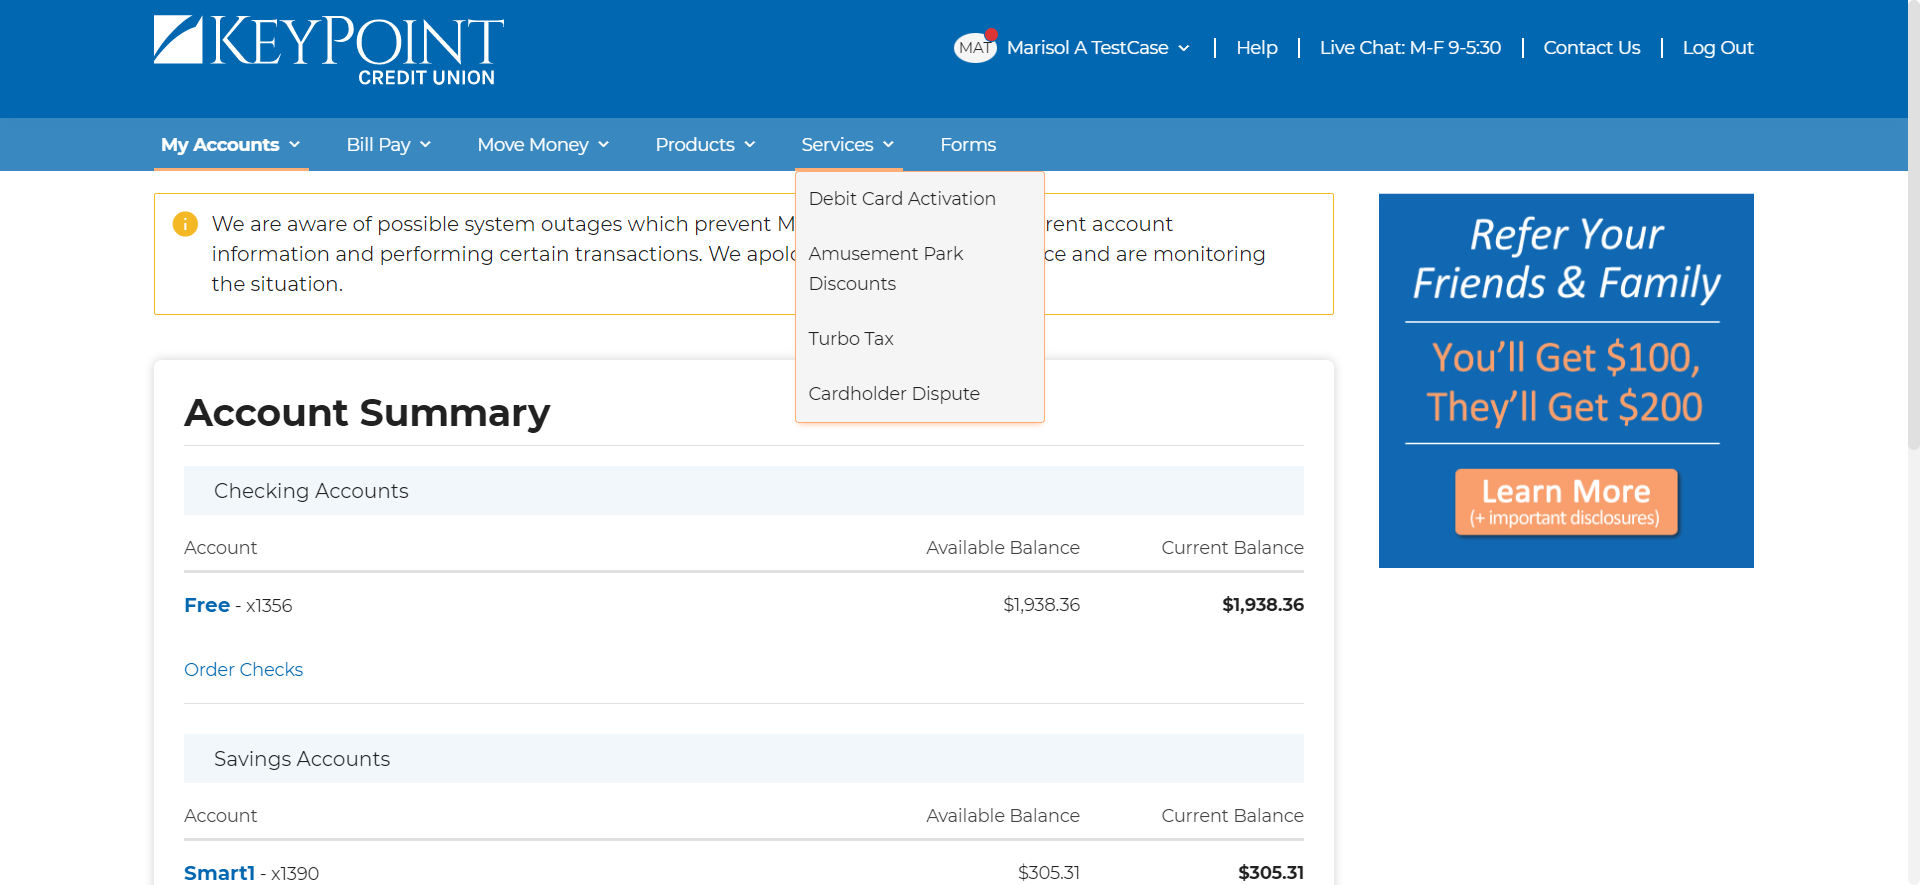 KEYPOINT
CREDIT UNION
MAT Marisol A TestCase Help Live Chat: M-F 9-5:30 Contact Us Log Out
My Accounts Bill Pay Move Money Products Services Forms
Debit Card Activation
Amusement Park
Discounts
Turbo Tax
Cardholder Dispute
We are aware of possible system outages which prevent M rent account
information and performing certain transactions. We apolo ce and are monitoring
the situation.
Refer Your
Friends & Family
You'll Get $100,
They'll Get $200
Learn More
(+ important disclosures)
Account Summary
Checking Accounts
Account Available Balance Current Balance
Free - x1356 $1,938.36 $1,938.36
Order Checks
Savings Accounts
Account Available Balance Current Balance
Smart1 - x1390 $305.31 $305.31